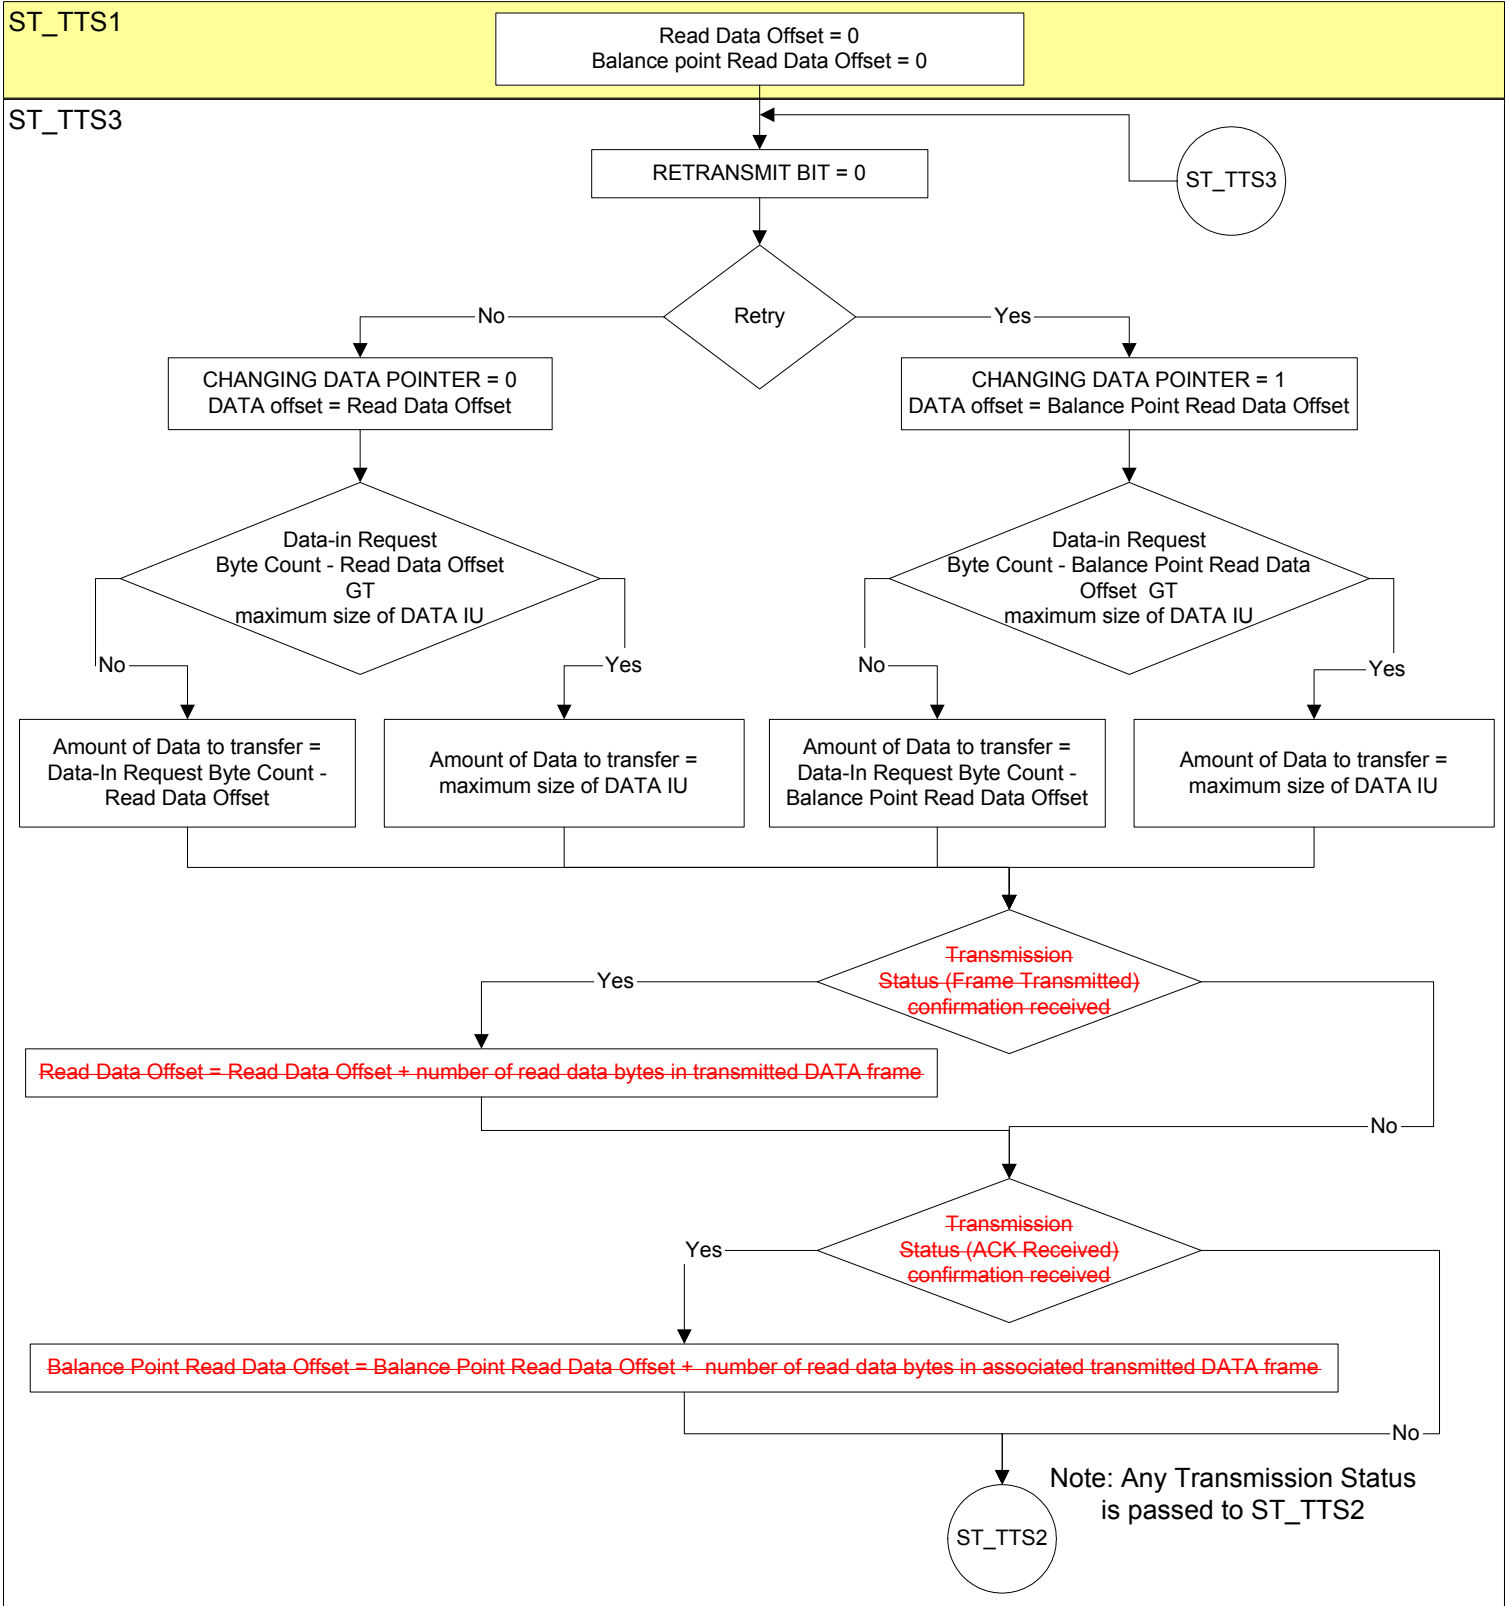 ST_TTS1
Read Data Offset = 0
Balance point Read Data Offset = 0
ST_TTS3
RETRANSMIT BIT = 0
ST_TTS3
Retry
No
Yes
CHANGING DATA POINTER = 0
DATA offset = Read Data Offset
CHANGING DATA POINTER = 1
DATA offset = Balance Point Read Data Offset
Data-in Request
Byte Count - Read Data Offset
GT
maximum size of DATA IU
Data-in Request
Byte Count - Balance Point Read Data
Offset  GT
maximum size of DATA IU
No
Yes
No
Yes
Amount of Data to transfer =
Data-In Request Byte Count -
Read Data Offset
Amount of Data to transfer =
maximum size of DATA IU
Amount of Data to transfer =
Data-In Request Byte Count -
Balance Point Read Data Offset
Amount of Data to transfer =
maximum size of DATA IU
Transmission
Status (Frame Transmitted)
confirmation received
Yes
Read Data Offset = Read Data Offset + number of read data bytes in transmitted DATA frame
No
Transmission
Status (ACK Received)
confirmation received
Yes
Balance Point Read Data Offset = Balance Point Read Data Offset +  number of read data bytes in associated transmitted DATA frame
No
Note: Any Transmission Status
is passed to ST_TTS2
ST_TTS2